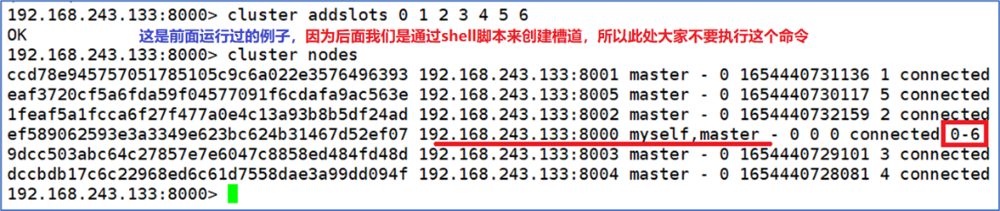 192.168.243.133:8000> cluster addslots 0 1 2 3 4 5 6
OK 这是前面运行过的例子，因为后面我们是通过shell脚本来创建槽道，所以此处大家不要执行这个命令
192.168.243.133:8000> cluster nodes
ccd78e9457577051785105c9c6a022e3576496393 192.168.243.133:8001 master - 0 1654440731136 1 connected
eaf3720cf5a6fda59f04577091f6cdafa9ac563e 192.168.243.133:8005 master - 0 1654440730117 5 connected
1feaf5a1fcca6f27f477a0e4c13a93b8b5df24ad 192.168.243.133:8002 master - 0 1654440732159 2 connected
ef589062593e3a3349e623bc624b31467d52ef07 192.168.243.133:8000 myself,master - 0 0 0 connected 0-6
9dcc503abc64c27857e7e6047c8858ed484fd48d 192.168.243.133:8003 master - 0 1654440729101 3 connected
dccbdb17c6c22968ed6c61d7558dae3a99dd094f 192.168.243.133:8004 master - 0 1654440728081 4 connected
192.168.243.133:8000>